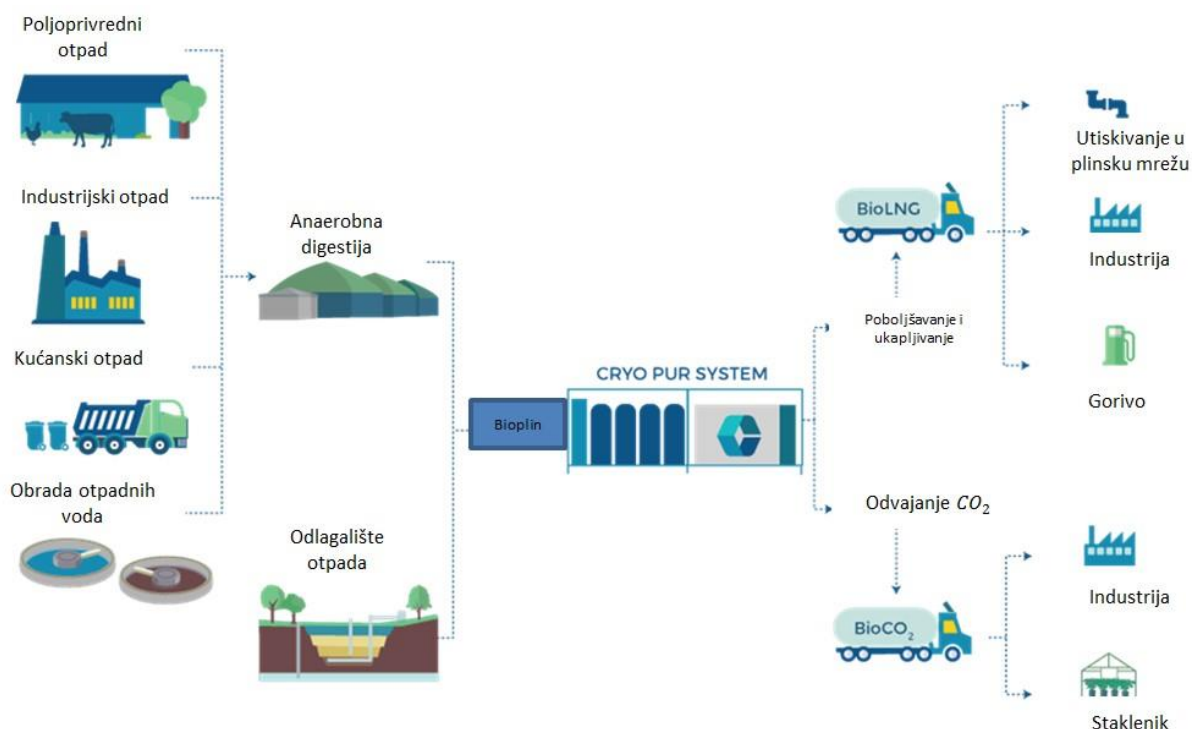 Poljoprivredni
otpad
Industrijski otpad
Kućanski otpad
Obrada otpadnih
voda
Anaerobna
digestija
Odlagalište
otpada
Bioplin
CRYO PUR SYSTEM
BioLNG
Poboljšavanje i
ukapljivanje
Odvajanje CO₂
BioCO₂
Utiskivanje u
plinsku mrežu
Industrija
Gorivo
Industrija
Staklenik